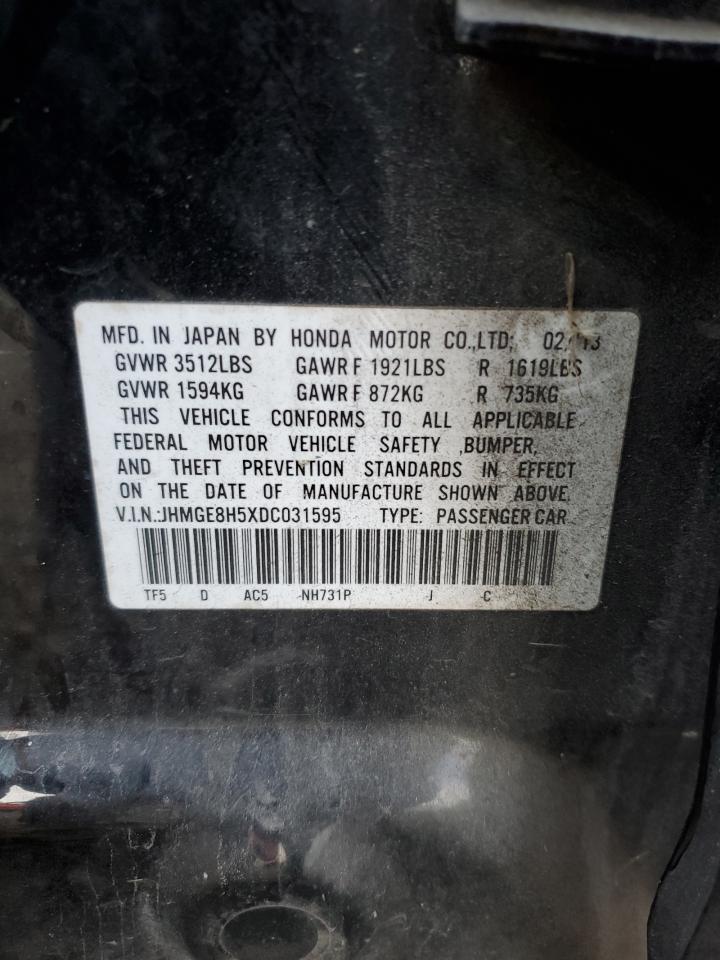 MFD. IN JAPAN BY HONDA MOTOR CO.,LTD; 02/13
GVWR 3512LBS GAWR F 1921LBS R 1619LBS
GVWR 1594KG GAWR F 872KG R 735KG
THIS VEHICLE CONFORMS TO ALL APPLICABLE
FEDERAL MOTOR VEHICLE SAFETY ,BUMPER,
AND THEFT PREVENTION STANDARDS IN EFFECT
ON THE DATE OF MANUFACTURE SHOWN ABOVE.
V.I.N.:JHMGE8H5XDC031595 TYPE: PASSENGER CAR
TF5 D AC5 NH731P J C